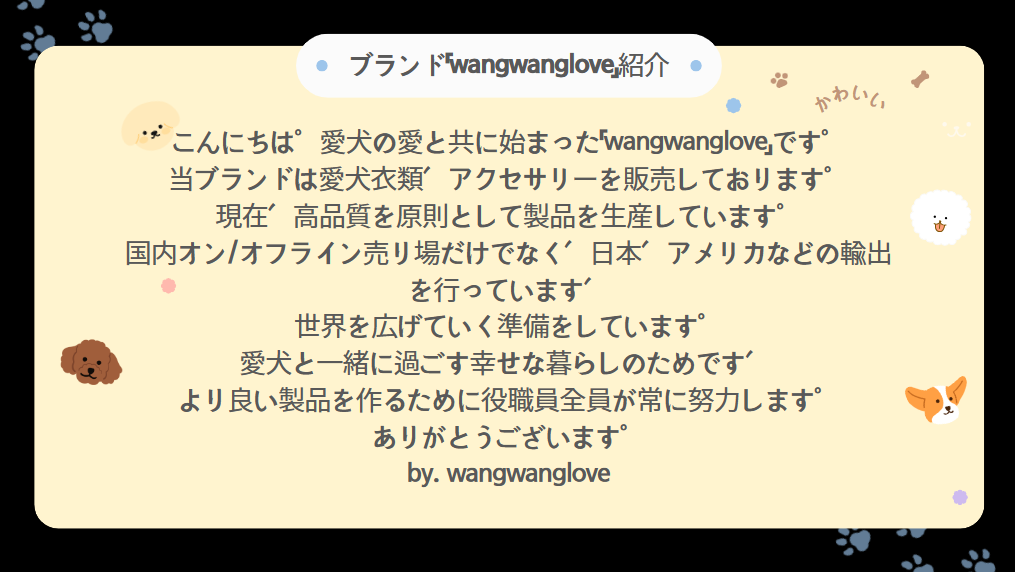 ブランド『wangwanglove』紹介
かわいい
こんにちは。愛犬の愛と共に始まった『wangwanglove』です。
当ブランドは愛犬衣類、アクセサリーを販売しております。
現在、高品質を原則として製品を生産しています。
国内オン/オフライン売り場だけでなく、日本、アメリカなどの輸出
を行っています、
世界を広げていく準備をしています。
愛犬と一緒に過ごす幸せな暮らしのためです、
より良い製品を作るために役職員全員が常に努力します。
ありがとうございます。
by. wangwanglove